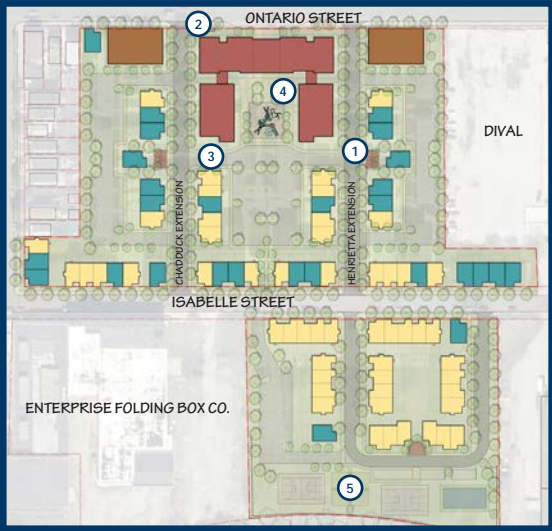 ONTARIO STREET
2
4
DIVAL
3
1
CHADDUCK EXTENSION
HENRIETTA EXTENSION
ISABELLE STREET
ENTERPRISE FOLDING BOX CO.
5